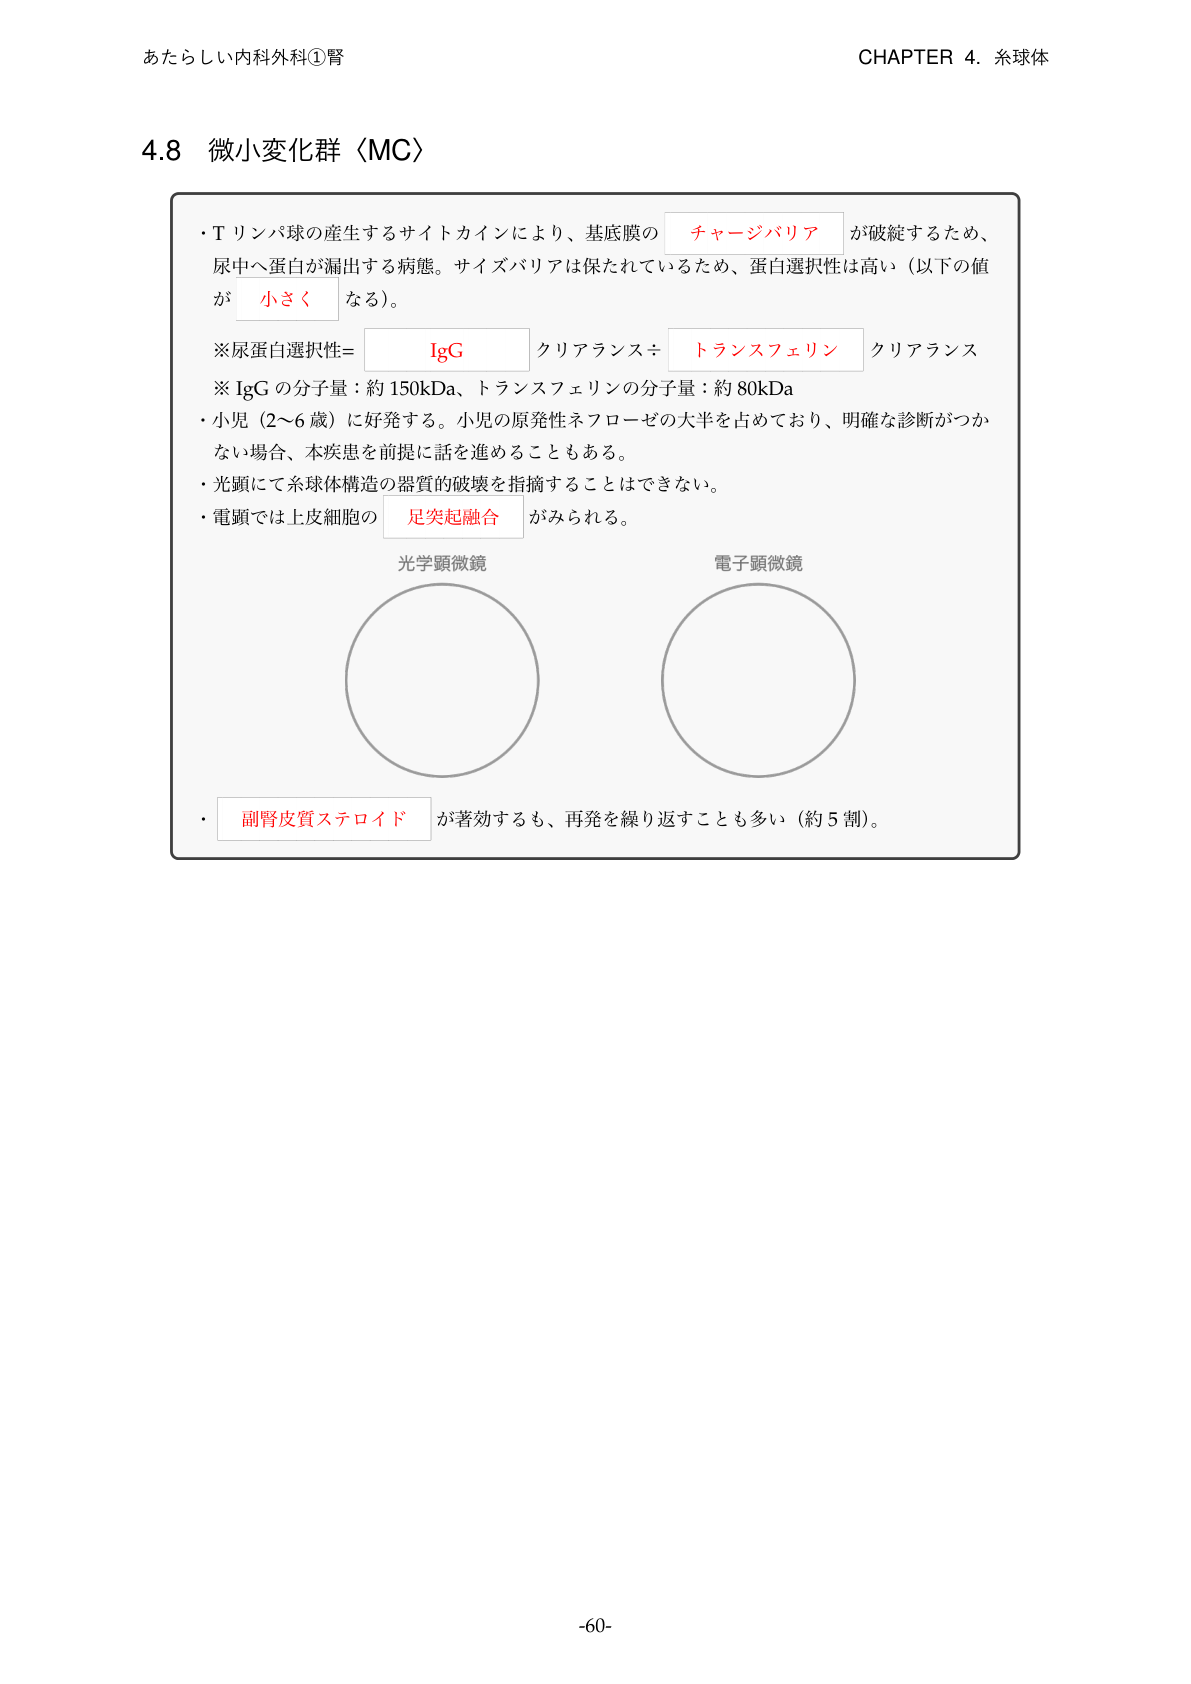 あたらしい内科外科①腎
CHAPTER 4. 糸球体
4.8 微小変化群〈MC〉
・T リンパ球の産生するサイトカインにより、基底膜の チャージバリア が破綻するため、
尿中へ蛋白が漏出する病態。サイズバリアは保たれているため、蛋白選択性は高い（以下の値
が 小さく なる）。
※尿蛋白選択性= IgG クリアランス÷ トランスフェリン クリアランス
※ IgG の分子量：約 150kDa、トランスフェリンの分子量：約 80kDa
・小児（2〜6 歳）に好発する。小児の原発性ネフローゼの大半を占めており、明確な診断がつか
ない場合、本疾患を前提に話を進めることもある。
・光顕にて糸球体構造の器質的破壊を指摘することはできない。
・電顕では上皮細胞の 足突起融合 がみられる。
光学顕微鏡
電子顕微鏡
・ 副腎皮質ステロイド が著効するも、再発を繰り返すことも多い（約 5 割）。
-60-